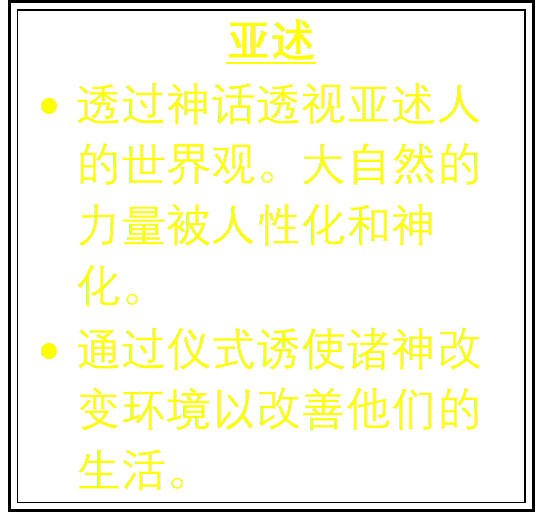 亚述
• 透过神话透视亚述人
的世界观。大自然的
力量被人性化和神
化。
• 通过仪式诱使诸神改
变环境以改善他们的
生活。